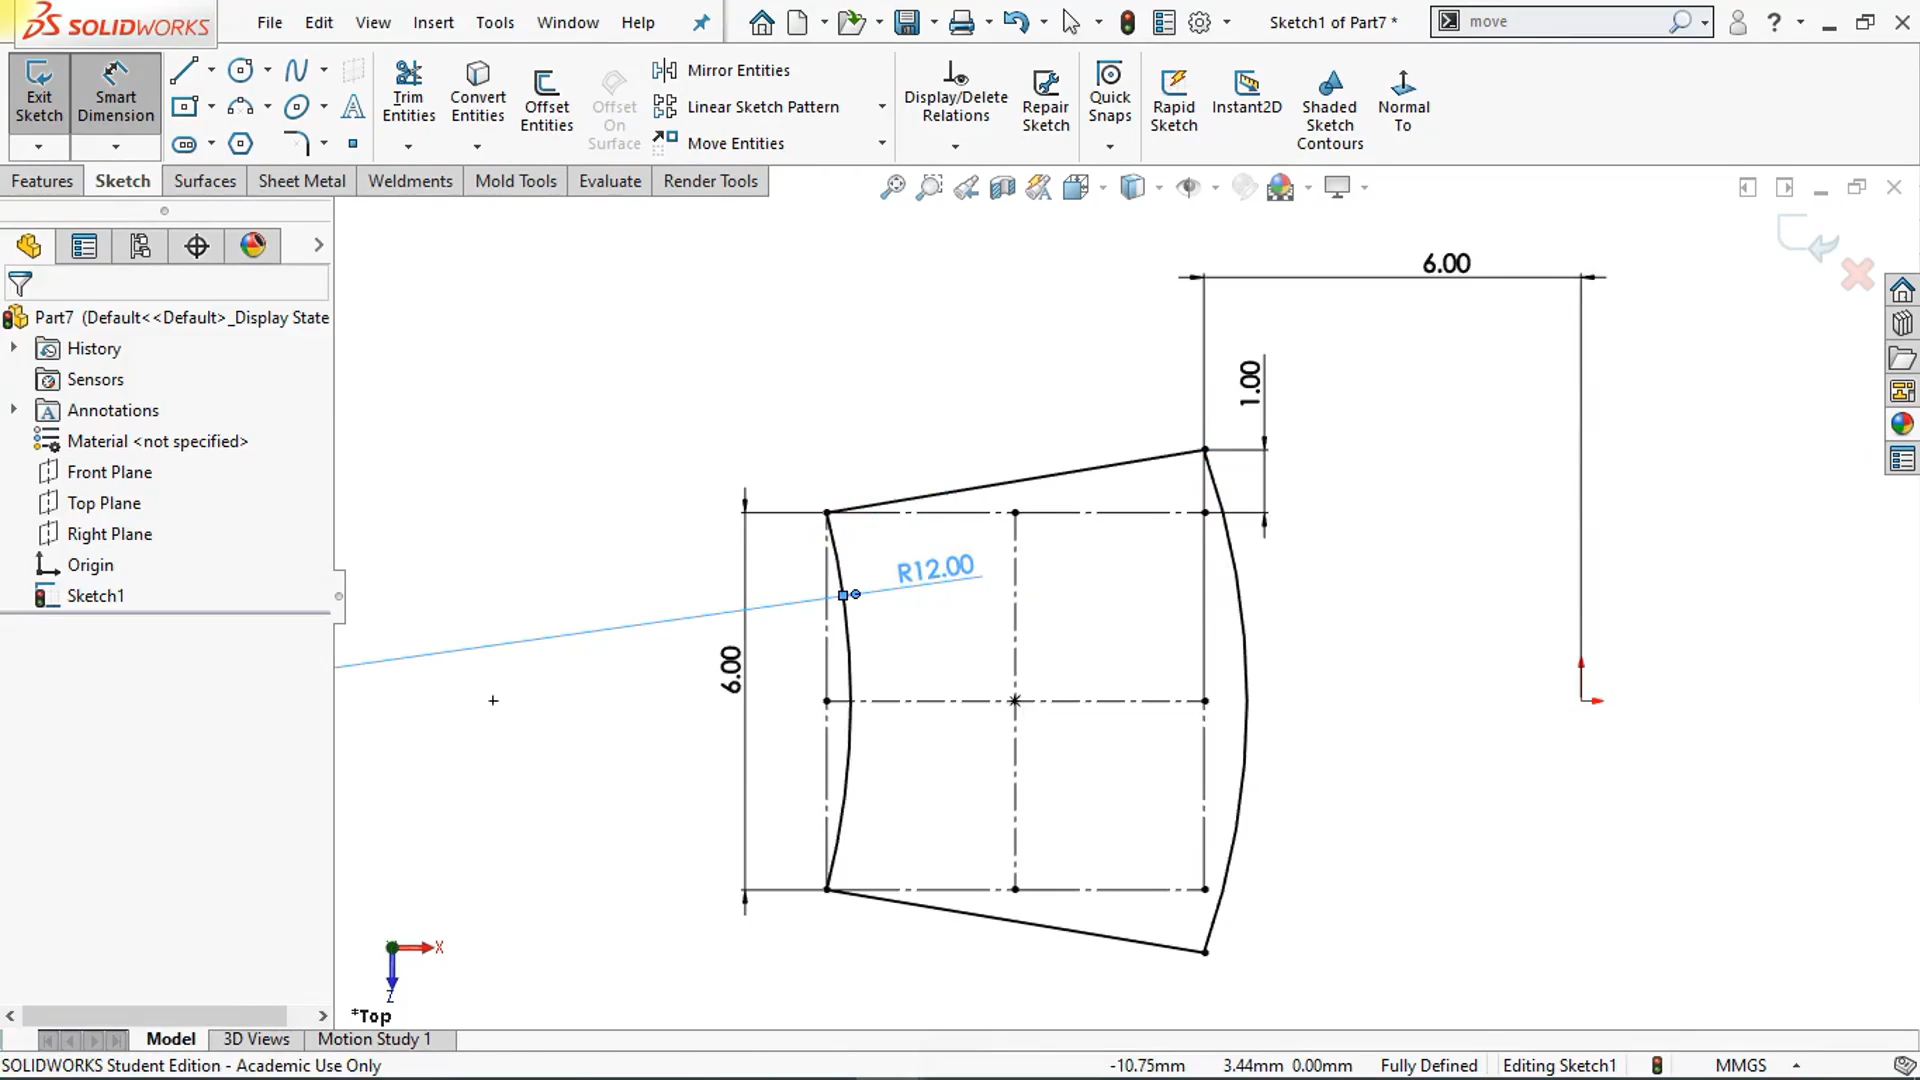 SOLIDWORKS
File Edit View Insert Tools Window Help
Sketch1 of Part7 *
move
Exit Sketch
Smart Dimension
Trim Entities
Convert Entities
Offset Entities
Offset On Surface
Mirror Entities
Linear Sketch Pattern
Move Entities
Display/Delete Relations
Repair Sketch
Quick Snaps
Rapid Sketch
Instant2D
Shaded Sketch Contours
Normal To
Features Sketch Surfaces Sheet Metal Weldments Mold Tools Evaluate Render Tools
Part7 (Default<<Default>_Display State
History
Sensors
Annotations
Material <not specified>
Front Plane
Top Plane
Right Plane
Origin
Sketch1
6.00
1.00
R12.00
6.00
X
Z
*Top
Model 3D Views Motion Study 1
SOLIDWORKS Student Edition - Academic Use Only
-10.75mm 3.44mm 0.00mm Fully Defined Editing Sketch1 MMGS